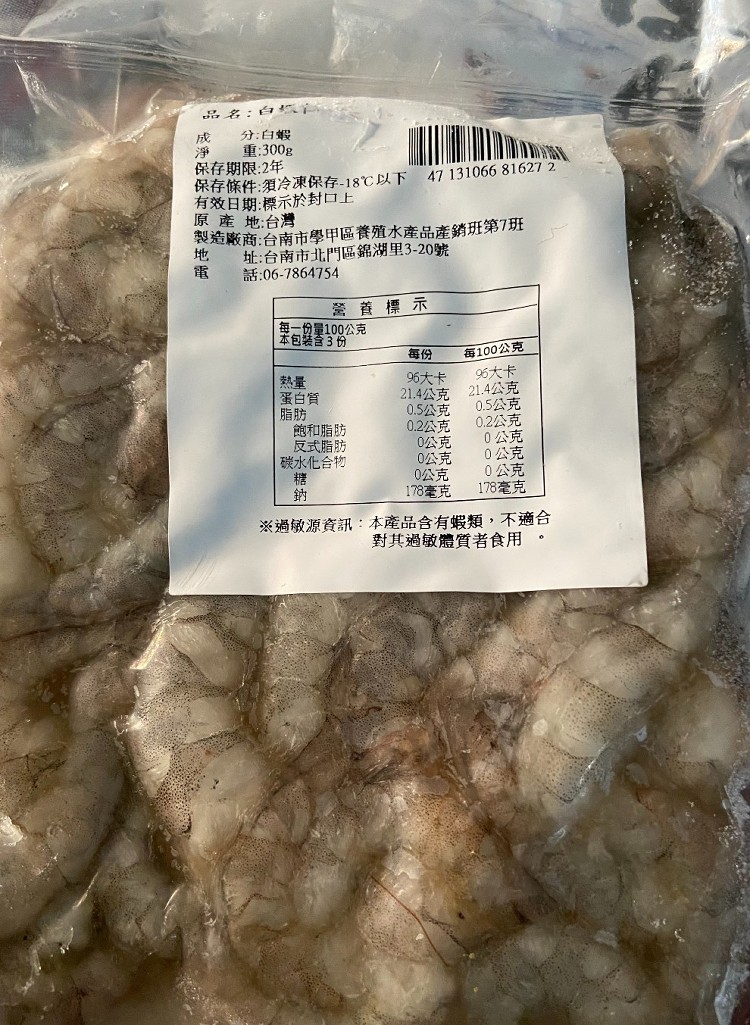 品名:白蝦
成 分:白蝦
淨 重:300g
保存期限:2年
保存條件:須冷凍保存-18℃以下
47 131066 81627 2
有效日期:標示於封口上
原 產 地:台灣
製造廠商:台南市學甲區養殖水產品產銷班第7班
地 址:台南市北門區錦湖里3-20號
電 話:06-7864754
營 養 標 示
每一份量100公克
本包裝含3份
每份 每100公克
熱量 96大卡 96大卡
蛋白質 21.4公克 21.4公克
脂肪 0.5公克 0.5公克
飽和脂肪 0.2公克 0.2公克
反式脂肪 0公克 0公克
碳水化合物 0公克 0公克
糖 0公克 0公克
鈉 178毫克 178毫克
※過敏源資訊：本產品含有蝦類，不適合
對其過敏體質者食用 。